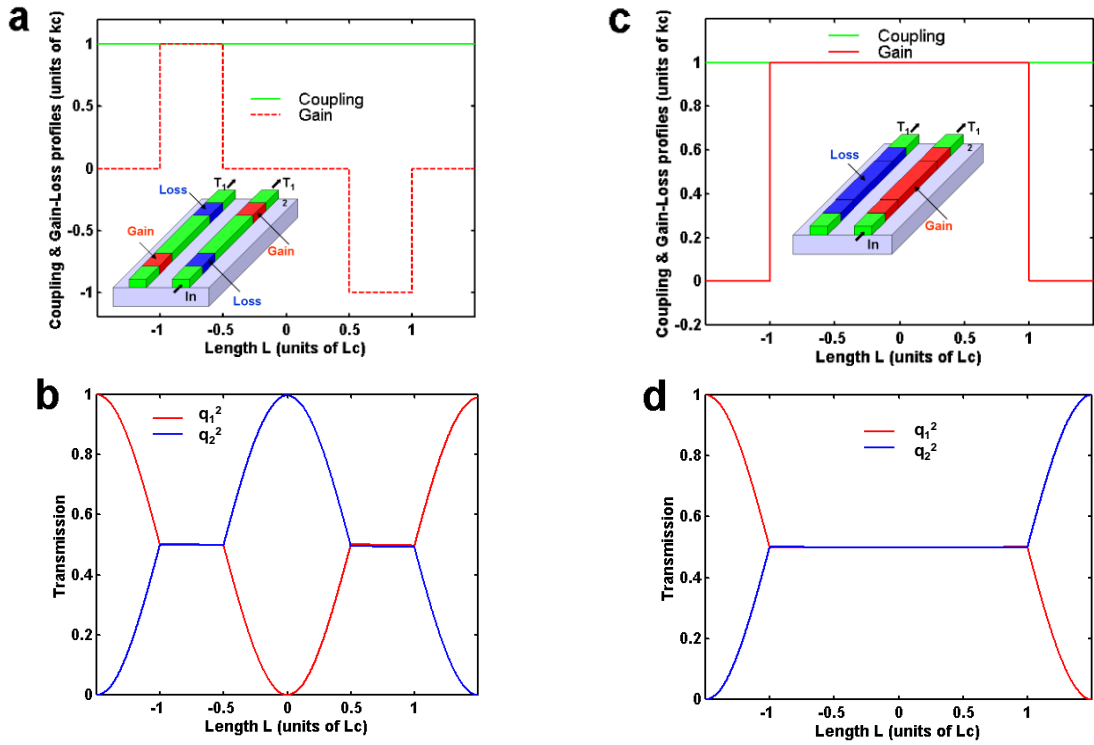 a
Coupling & Gain-Loss profiles (units of kc)
1
0.5
0
-0.5
-1
Coupling
Gain
T1
T1
2
Loss
Gain
Gain
In
Loss
-1
-0.5
0
0.5
1
Length L (units of Lc)
c
Coupling & Gain-Loss profiles (units of kc)
1
0.8
0.6
0.4
0.2
0
-0.2
Coupling
Gain
T1
T1
2
Loss
In
Gain
-1
-0.5
0
0.5
1
Length L (units of Lc)
b
Transmission
1
0.8
0.6
0.4
0.2
0
q1²
q2²
-1
-0.5
0
0.5
1
Length L (units of Lc)
d
Transmission
1
0.8
0.6
0.4
0.2
0
q1²
q2²
-1
-0.5
0
0.5
1
Length L (units of Lc)